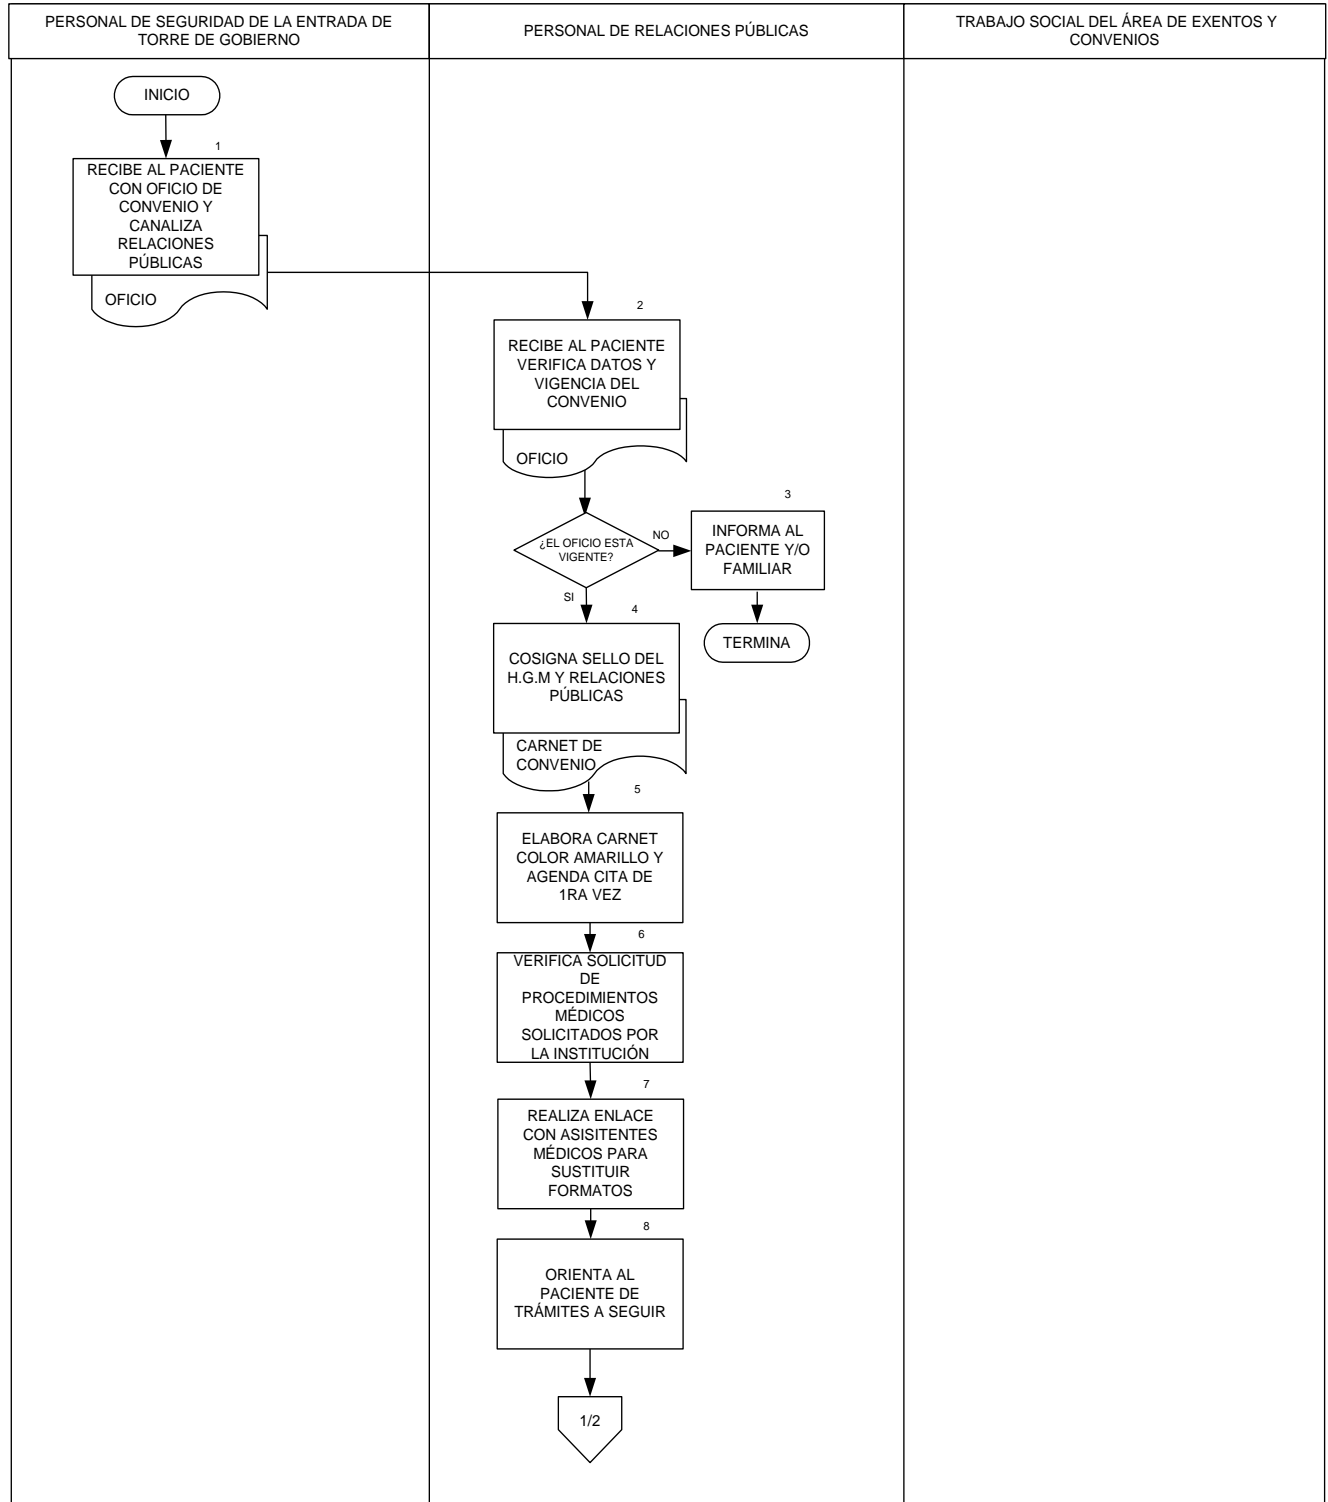 PERSONAL DE SEGURIDAD DE LA ENTRADA DE
TORRE DE GOBIERNO
PERSONAL DE RELACIONES PÚBLICAS
TRABAJO SOCIAL DEL ÁREA DE EXENTOS Y
CONVENIOS
INICIO
1
RECIBE AL PACIENTE
CON OFICIO DE
CONVENIO Y
CANALIZA
RELACIONES
PÚBLICAS
OFICIO
2
RECIBE AL PACIENTE
VERIFICA DATOS Y
VIGENCIA DEL
CONVENIO
OFICIO
¿EL OFICIO ESTA
VIGENTE?
NO
3
INFORMA AL
PACIENTE Y/O
FAMILIAR
TERMINA
SI
4
COSIGNA SELLO DEL
H.G.M Y RELACIONES
PÚBLICAS
CARNET DE
CONVENIO
5
ELABORA CARNET
COLOR AMARILLO Y
AGENDA CITA DE
1RA VEZ
6
VERIFICA SOLICITUD
DE
PROCEDIMIENTOS
MÉDICOS
SOLICITADOS POR
LA INSTITUCIÓN
7
REALIZA ENLACE
CON ASISITENTES
MÉDICOS PARA
SUSTITUIR
FORMATOS
8
ORIENTA AL
PACIENTE DE
TRÁMITES A SEGUIR
1/2